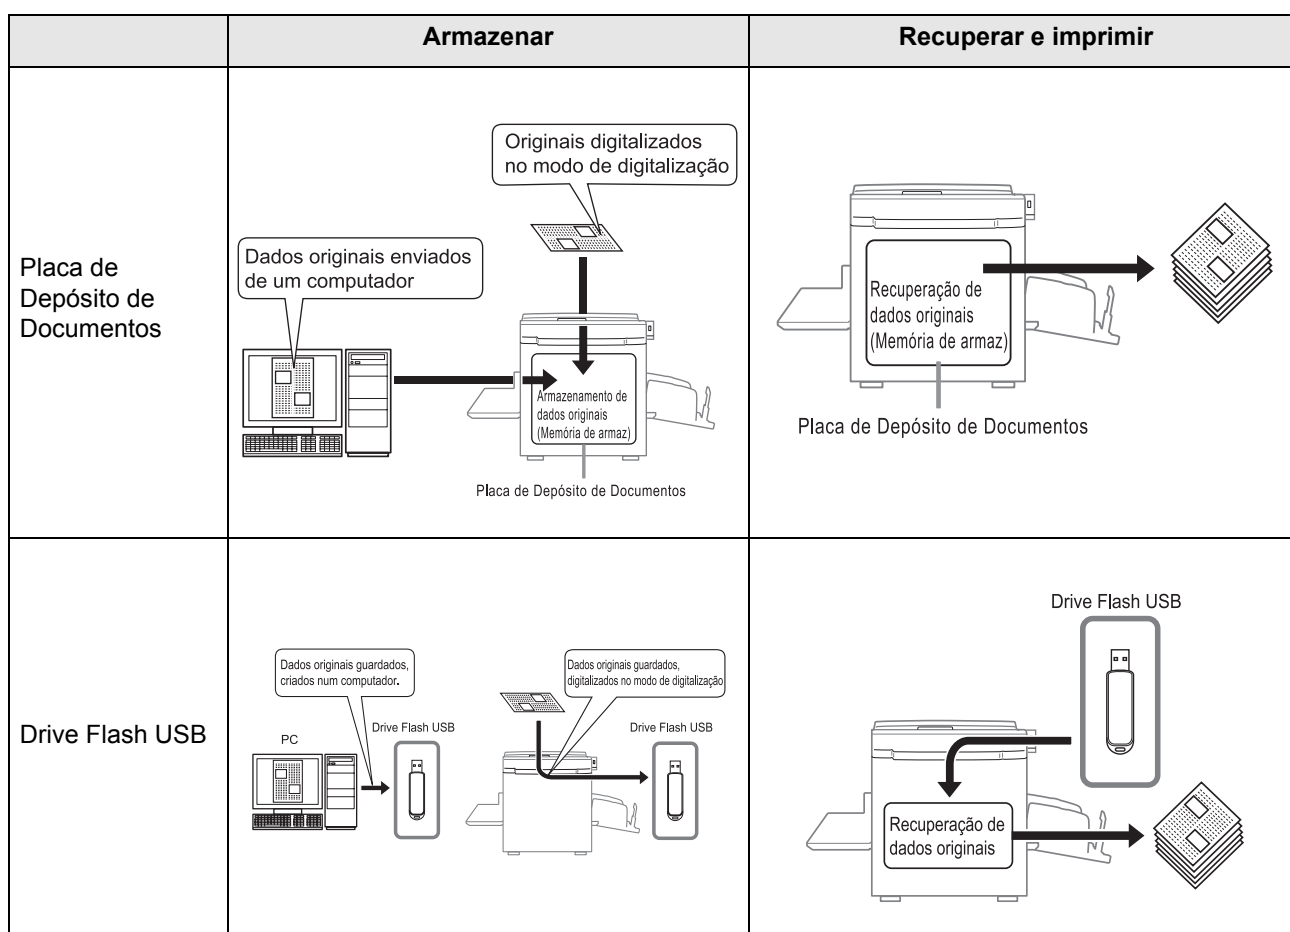 Armazenar
Recuperar e imprimir
Placa de
Depósito de
Documentos
Originais digitalizados
no modo de digitalização
Dados originais enviados
de um computador
Armazenamento de
dados originais
(Memória de armaz)
Placa de Depósito de Documentos
Recuperação de
dados originais
(Memória de armaz)
Placa de Depósito de Documentos
Drive Flash USB
Dados originais guardados,
criados num computador.
PC
Drive Flash USB
Dados originais guardados,
digitalizados no modo de digitalização
Drive Flash USB
Drive Flash USB
Recuperação de
dados originais